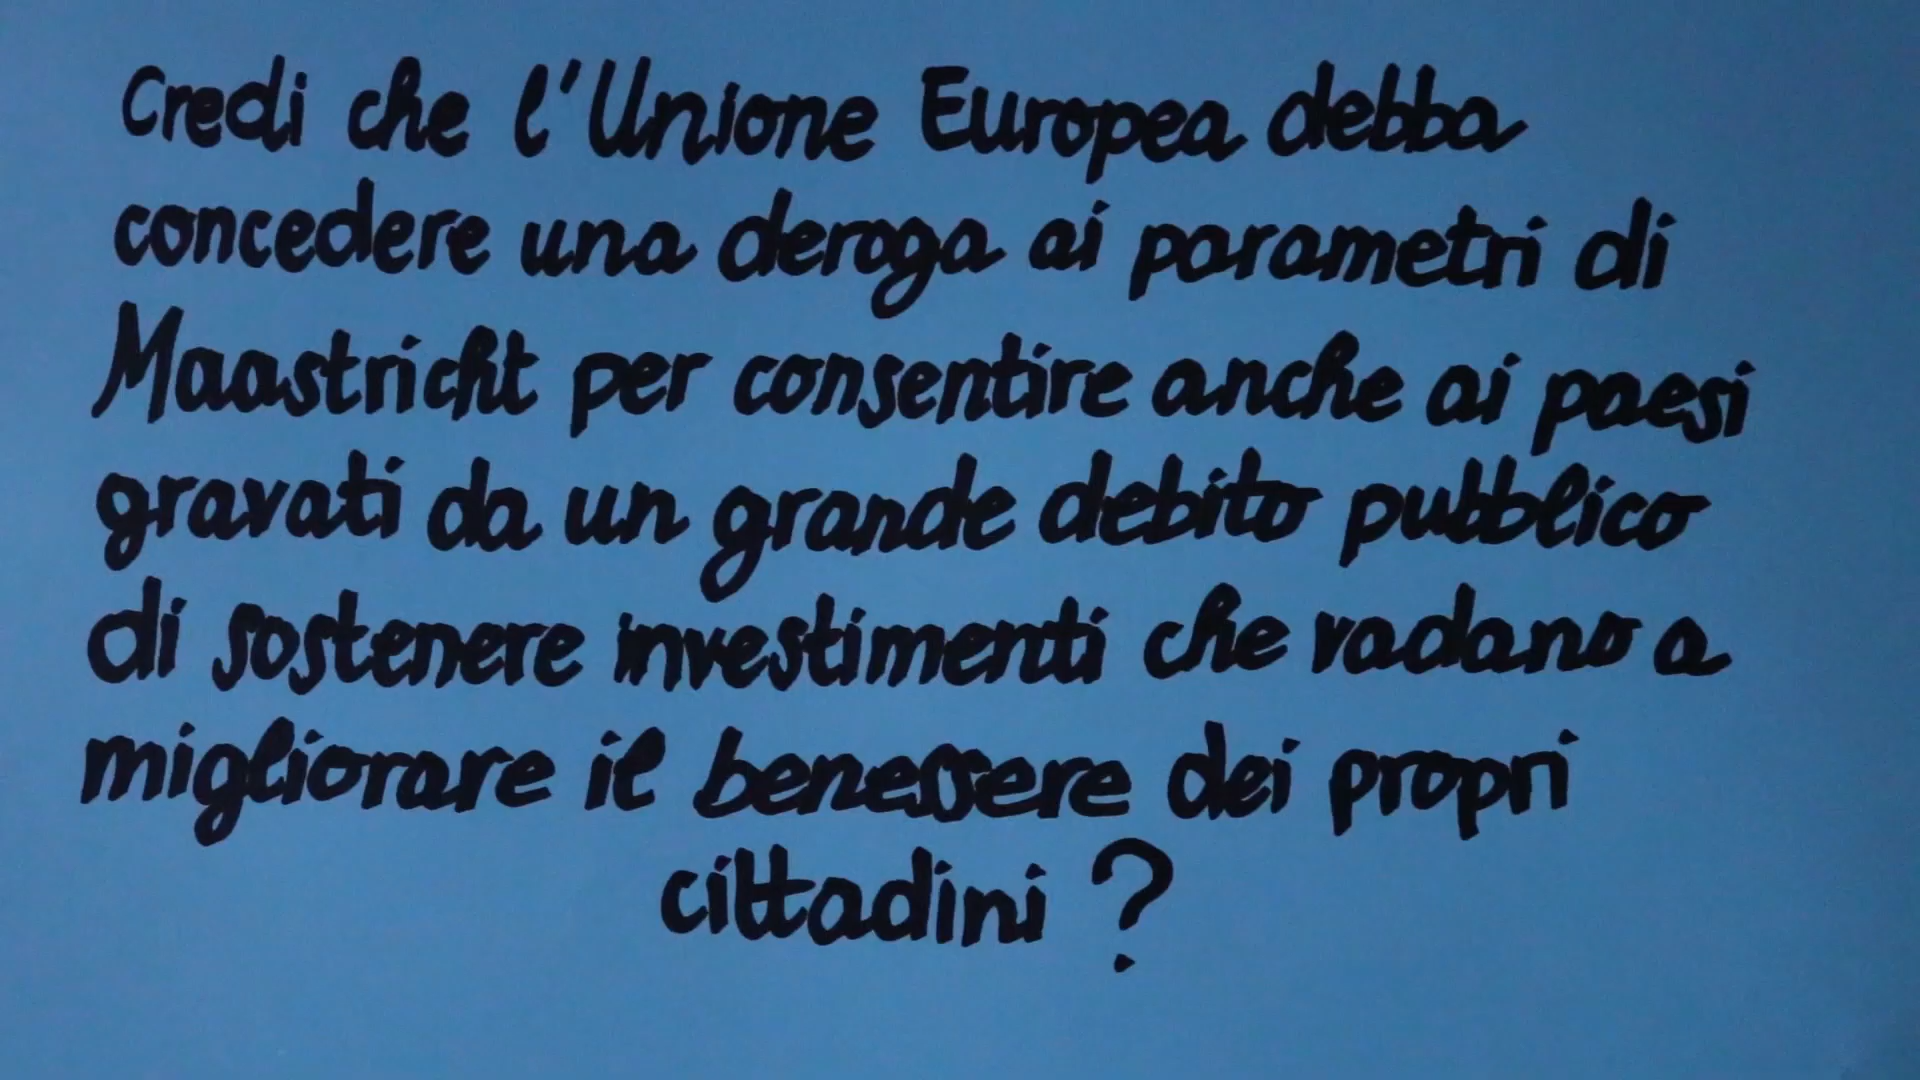 Credi che l'Unione Europea debba
concedere una deroga ai parametri di
Maastricht per consentire anche ai paesi
gravati da un grande debito pubblico
di sostenere investimenti che vadano a
migliorare il benessere dei propri
cittadini ?